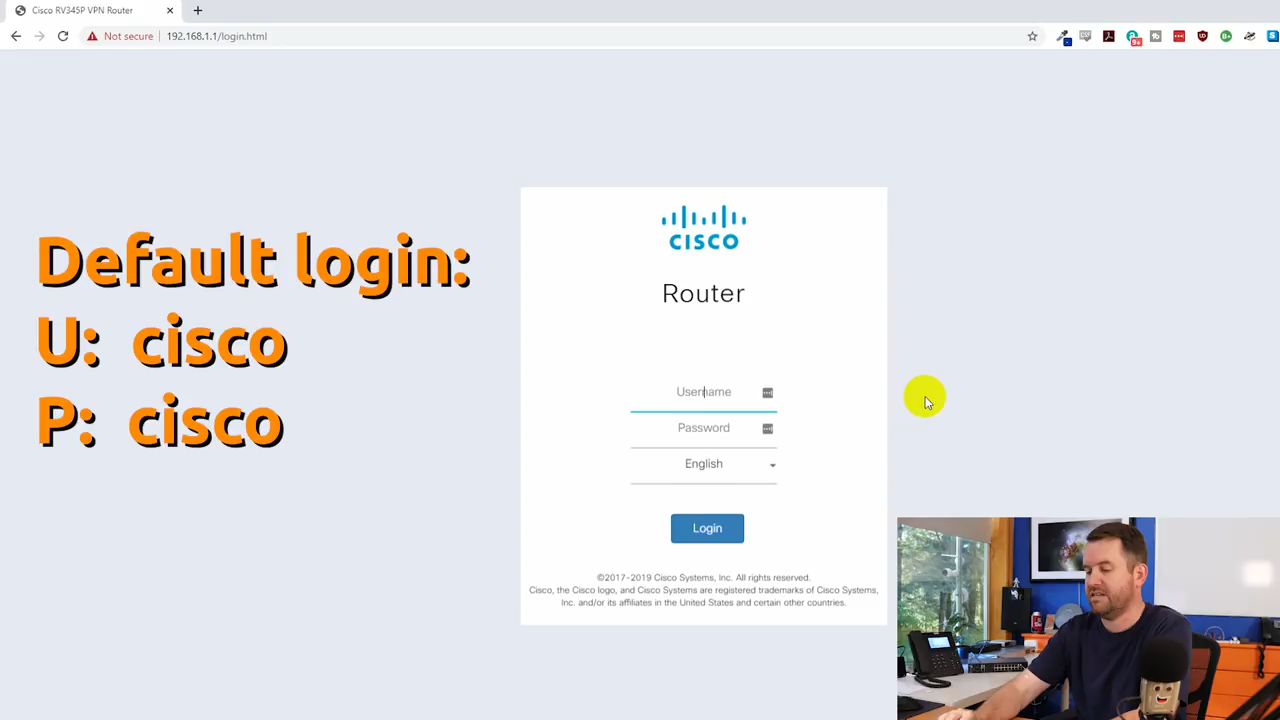 Cisco RV345P VPN Router
Not secure
192.168.1.1/login.html
Default login:
U: cisco
P: cisco
CISCO
Router
Username
Password
English
Login
©2017-2019 Cisco Systems, Inc. All rights reserved.
Cisco, the Cisco logo, and Cisco Systems are registered trademarks of Cisco Systems,
Inc. and/or its affiliates in the United States and certain other countries.